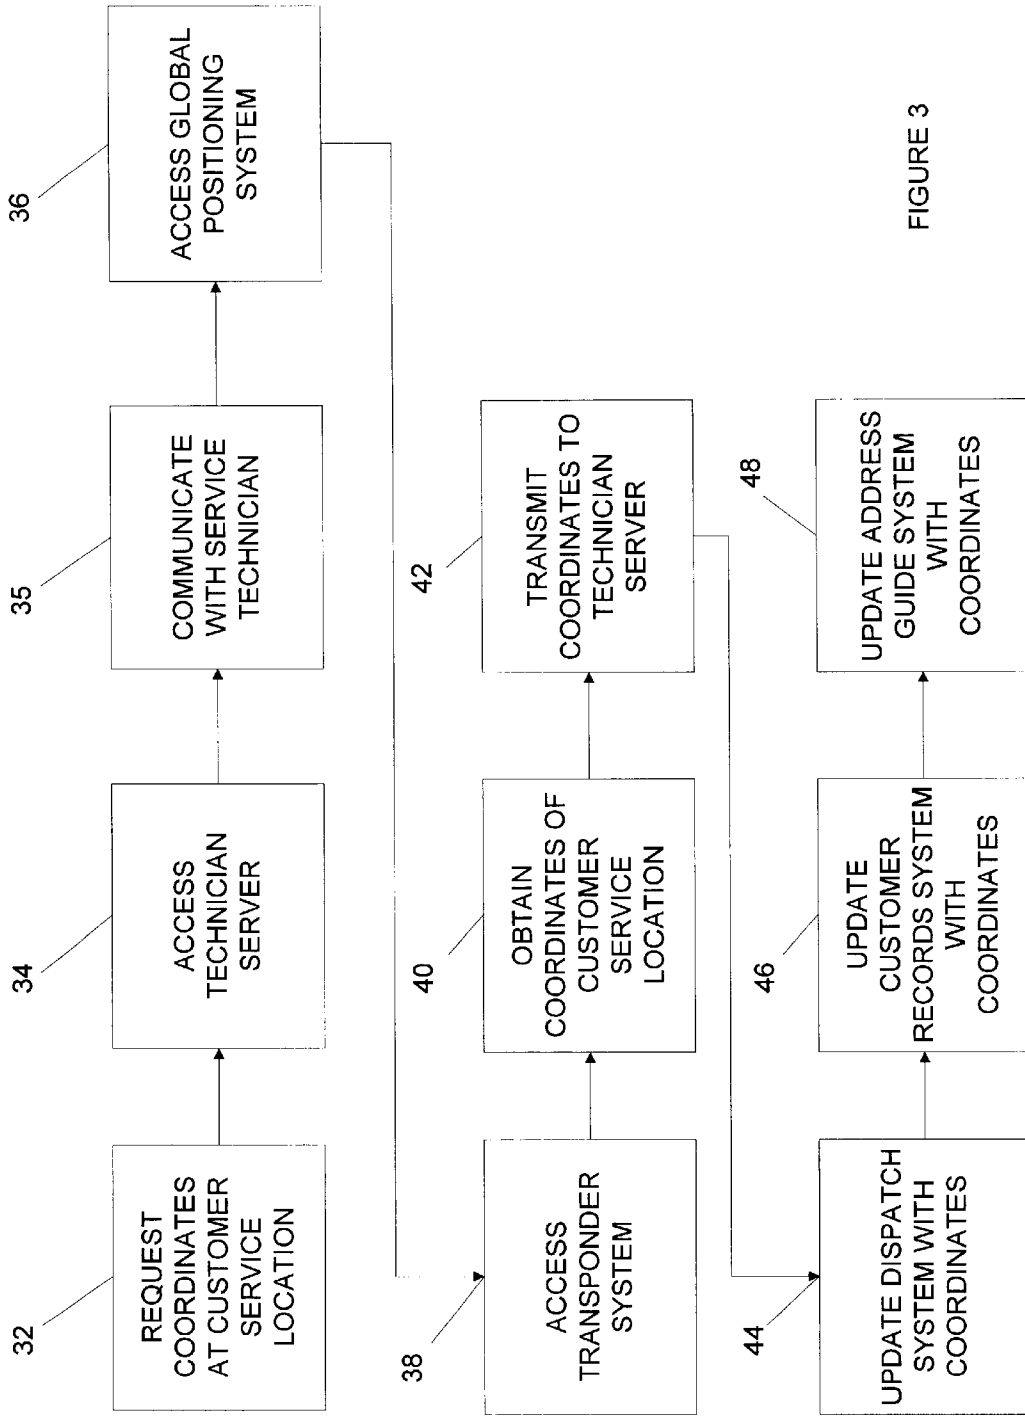 32
REQUEST
COORDINATES
AT CUSTOMER
SERVICE
LOCATION
34
ACCESS
TECHNICIAN
SERVER
35
COMMUNICATE
WITH SERVICE
TECHNICIAN
36
ACCESS GLOBAL
POSITIONING
SYSTEM
38
ACCESS
TRANSPONDER
SYSTEM
40
OBTAIN
COORDINATES OF
CUSTOMER
SERVICE
LOCATION
42
TRANSMIT
COORDINATES TO
TECHNICIAN
SERVER
44
UPDATE DISPATCH
SYSTEM WITH
COORDINATES
46
UPDATE
CUSTOMER
RECORDS SYSTEM
WITH
COORDINATES
48
UPDATE ADDRESS
GUIDE SYSTEM
WITH
COORDINATES
FIGURE 3